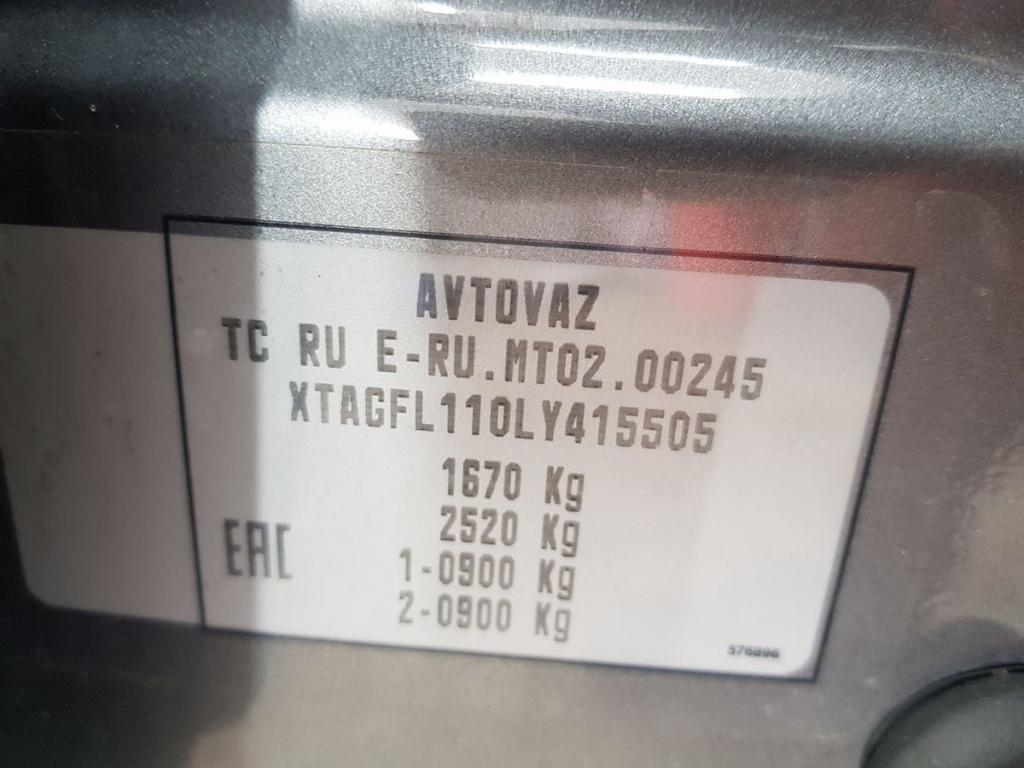 AVTOVAZ
TC RU E-RU.MT02.00245
XTAGFL110LY415505
1670 Kg
2520 Kg
EAC
1-0900 Kg
2-0900 Kg